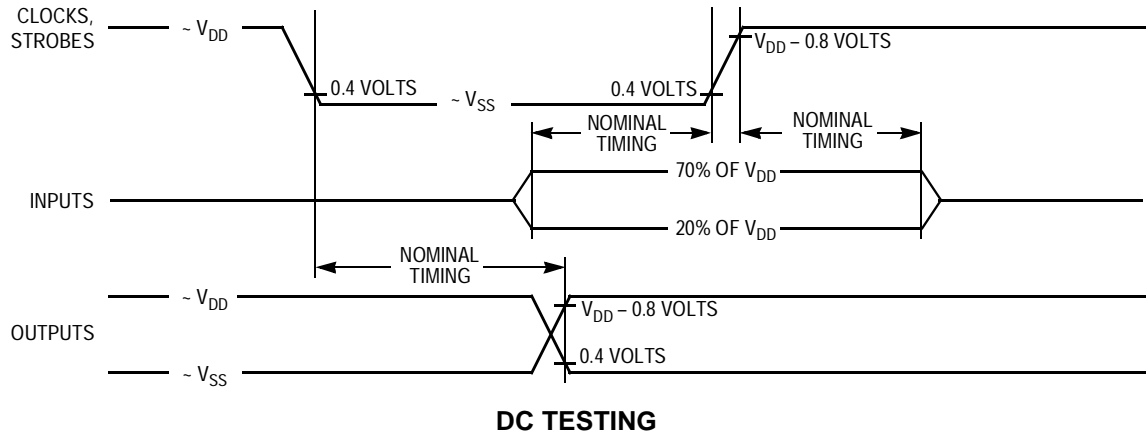 CLOCKS,
STROBES
~ VDD
0.4 VOLTS
~ VSS
0.4 VOLTS
VDD – 0.8 VOLTS
NOMINAL
TIMING
NOMINAL
TIMING
INPUTS
70% OF VDD
20% OF VDD
NOMINAL
TIMING
OUTPUTS
~ VDD
~ VSS
VDD – 0.8 VOLTS
0.4 VOLTS
DC TESTING